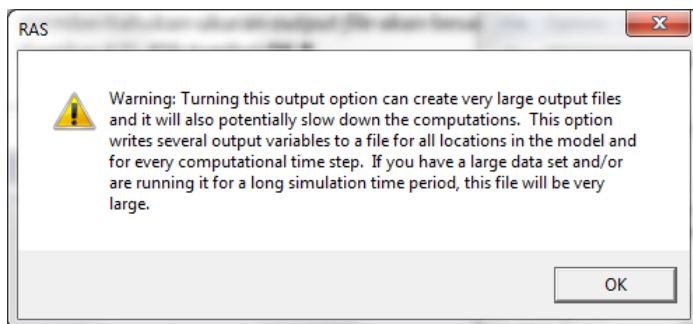 RAS
Warning: Turning this output option can create very large output files
and it will also potentially slow down the computations.  This option
writes several output variables to a file for all locations in the model and
for every computational time step.  If you have a large data set and/or
are running it for a long simulation time period, this file will be very
large.
OK